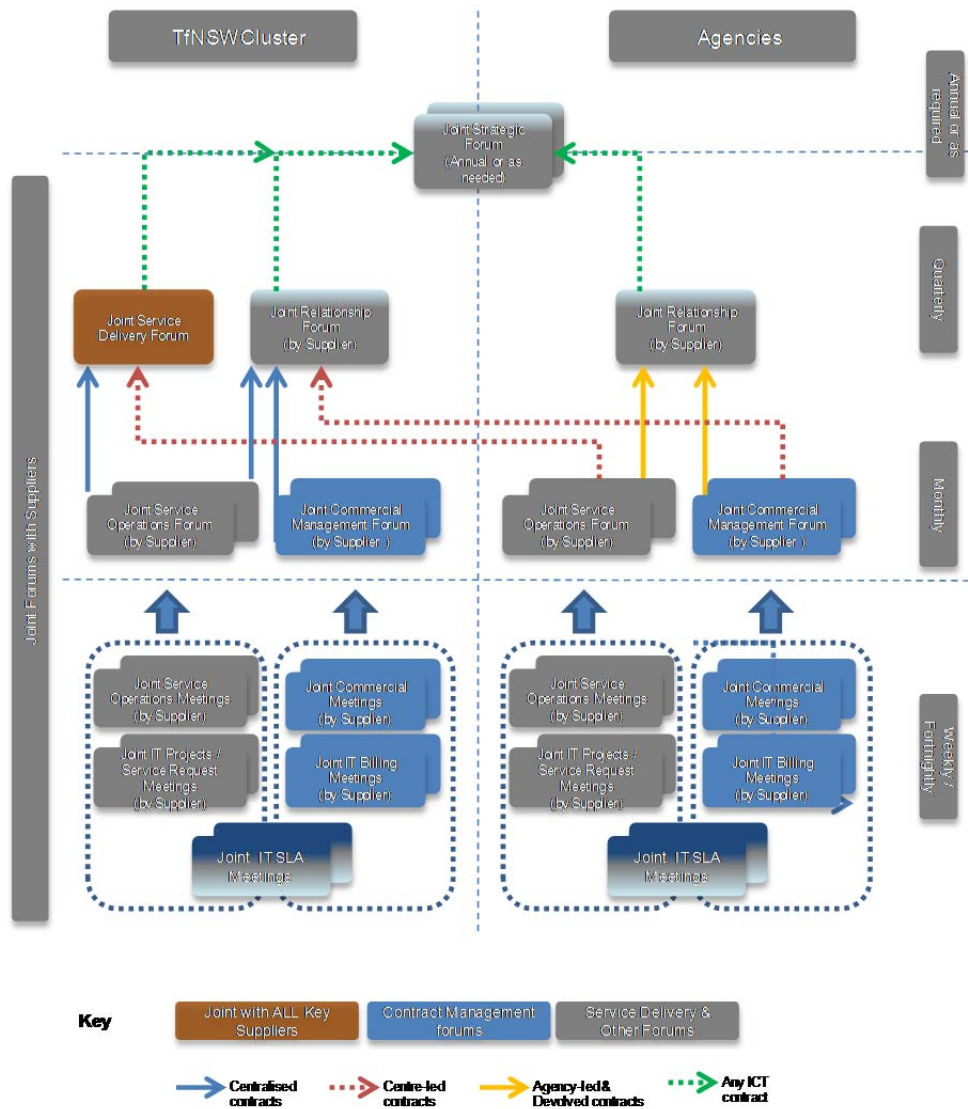 TfNSW Cluster
Agencies
Annual or as
required
Joint Strategic
Forum
(Annual or as
needed)
Joint Forums with Suppliers
Quarterly
Joint Service
Delivery Forum
Joint Relationship
Forum
(by Supplier)
Joint Relationship
Forum
(by Supplier)
Monthly
Joint Service
Operations Forum
(by Supplier)
Joint Commercial
Management Forum
(by Supplier )
Joint Service
Operations Forum
(by Supplier)
Joint Commercial
Management Forum
(by Supplier )
Weekly /
Fortnightly
Joint Service
Operations Meetings
(by Supplier)
Joint Commercial
Meetings
(by Supplier)
Joint Service
Operations Meetings
(by Supplier)
Joint Commercial
Meetings
(by Supplier)
Joint IT Projects /
Service Request
Meetings
(by Supplier)
Joint IT Billing
Meetings
(by Supplier)
Joint IT Projects /
Service Request
Meetings
(by Supplier)
Joint IT Billing
Meetings
(by Supplier)
Joint IT SLA
Meetings
Joint IT SLA
Meetings
Key
Joint with ALL Key
Suppliers
Contract Management
forums
Service Delivery &
Other Forums
Centralised
contracts
Centre-led
contracts
Agency-led &
Devolved contracts
Any ICT
contract